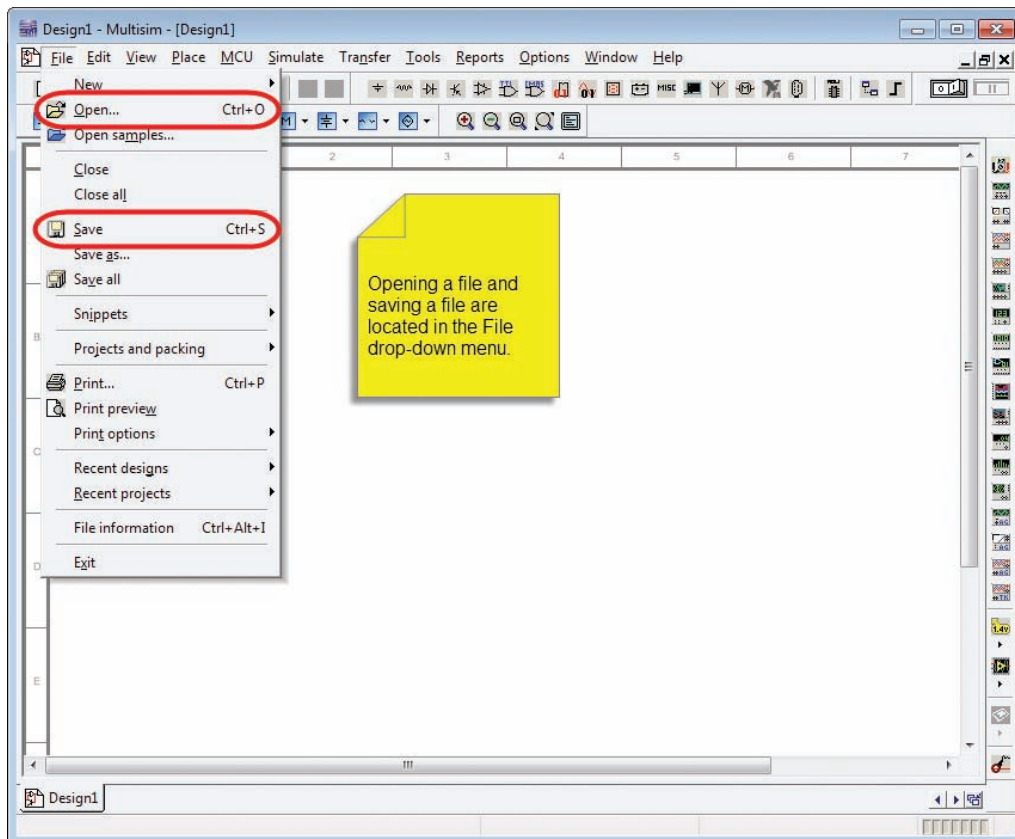 Design1 - Multisim - [Design1]
File Edit View Place MCU Simulate Transfer Tools Reports Options Window Help
New
Open... Ctrl+O
Open samples...
Close
Close all
Save Ctrl+S
Save as...
Save all
Snippets
Projects and packing
Print... Ctrl+P
Print preview
Print options
Recent designs
Recent projects
File information Ctrl+Alt+I
Exit
2 3 4 5 6 7
B
C
D
E
Opening a file and
saving a file are
located in the File
drop-down menu.
MISC
1.4v
Design1